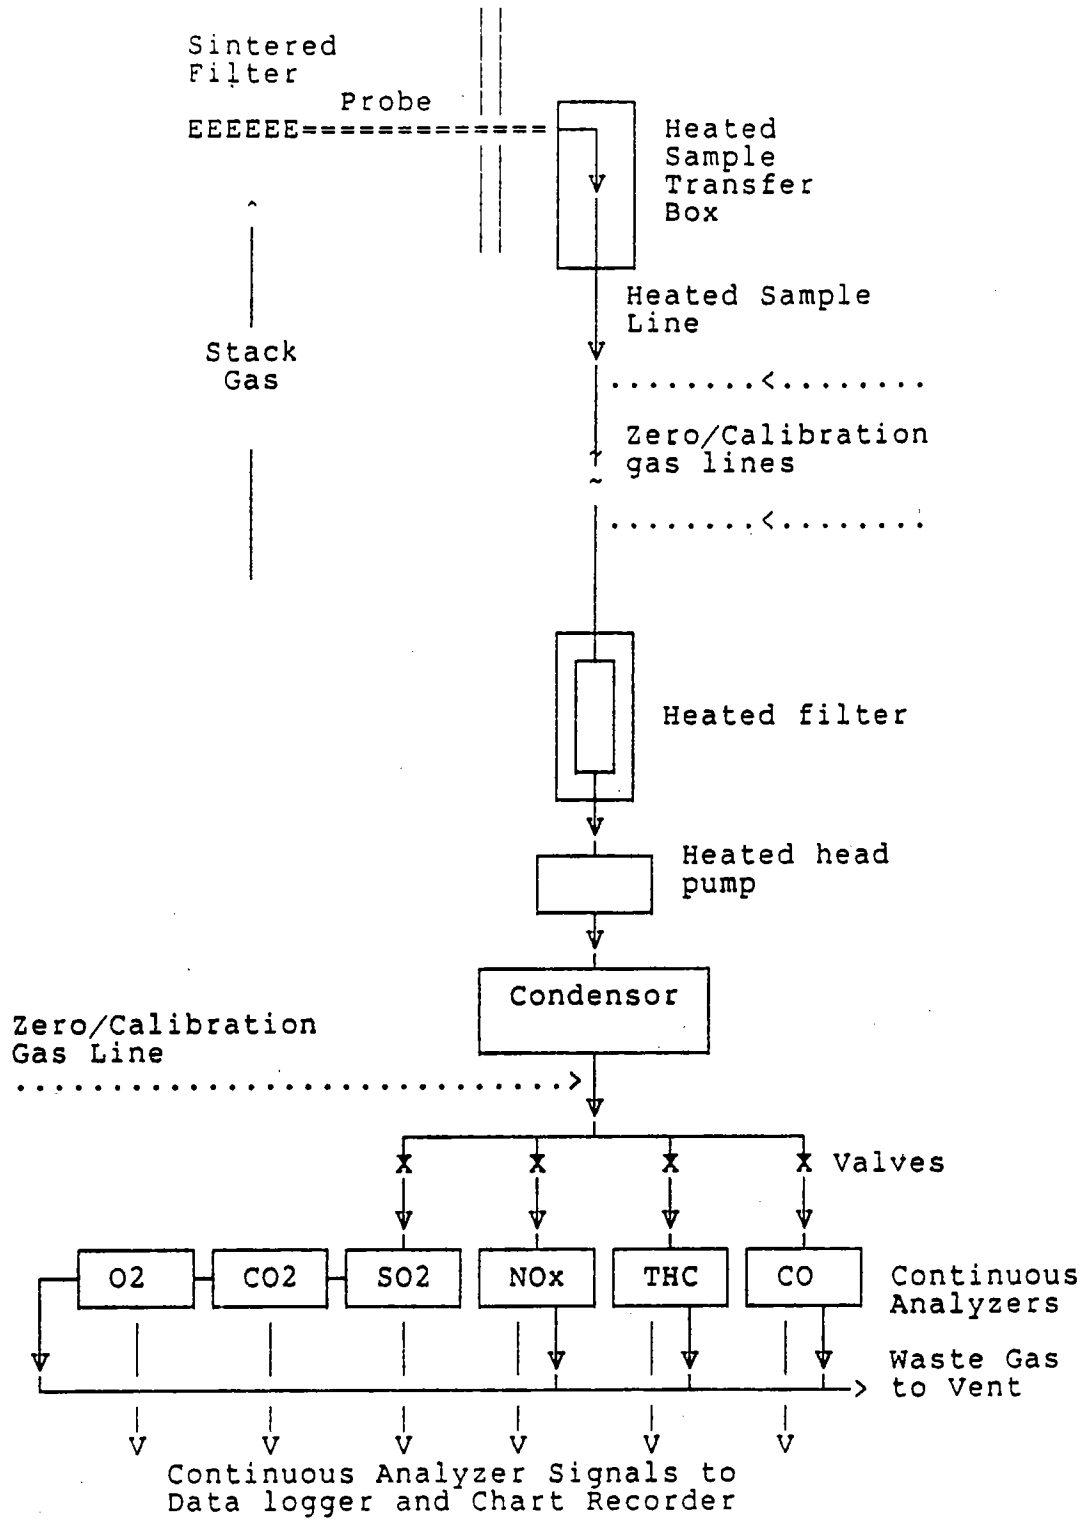 Sintered
Filter
Probe
EEEEEE=============
Heated
Sample
Transfer
Box
Heated Sample
Line
Stack
Gas
. . . . . . . . < . . . . . . . .
Zero/Calibration
gas lines
~
~
. . . . . . . . < . . . . . . . .
Heated filter
Heated head
pump
Condensor
Zero/Calibration
Gas Line
. . . . . . . . . . . . . . . . . . . . . . . . . . . . . >
X X X X Valves
O2 CO2 SO2 NOx THC CO
Continuous
Analyzers
Waste Gas
to Vent
V V V V V V
Continuous Analyzer Signals to
Data logger and Chart Recorder